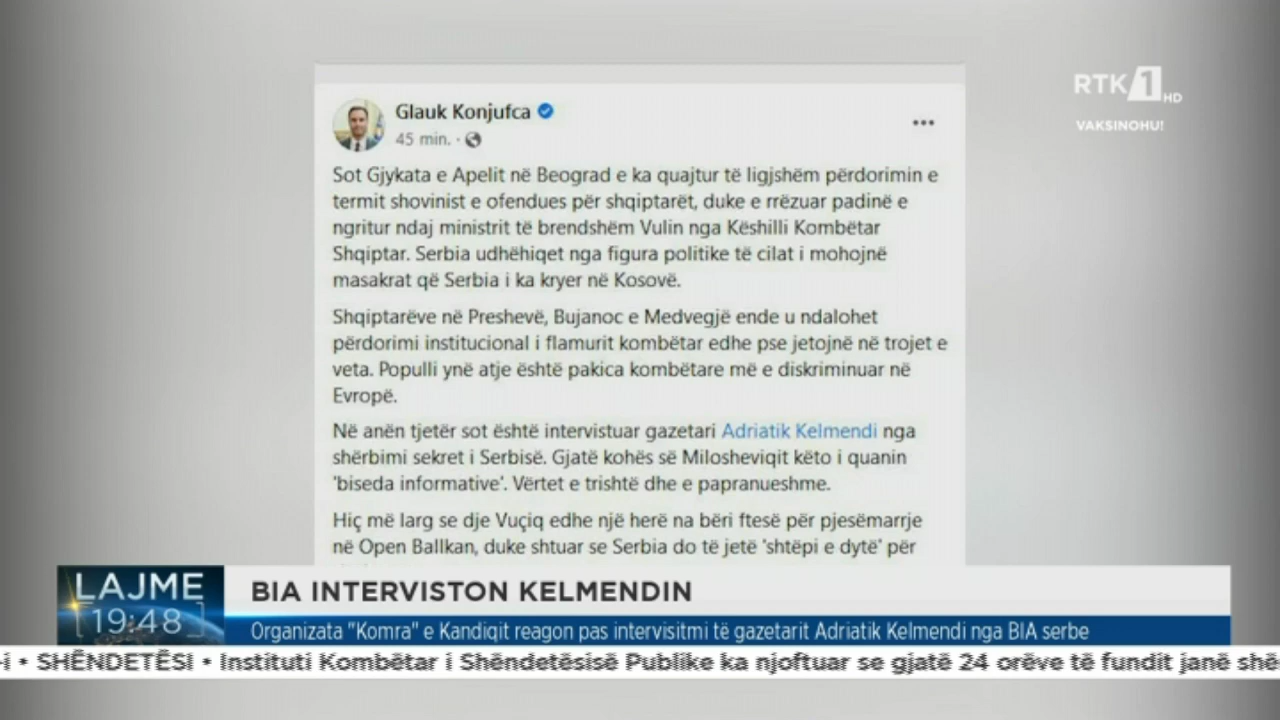 RTK 1 HD
VAKSINOHU!
Glauk Konjufca
45 min. ·
Sot Gjykata e Apelit në Beograd e ka quajtur të ligjshëm përdorimin e
termit shovinist e ofendues për shqiptarët, duke e rrëzuar padinë e
ngritur ndaj ministrit të brendshëm Vulin nga Këshilli Kombëtar
Shqiptar. Serbia udhëhiqet nga figura politike të cilat i mohojnë
masakrat që Serbia i ka kryer në Kosovë.
Shqiptarëve në Preshevë, Bujanoc e Medvegjë ende u ndalohet
përdorimi institucional i flamurit kombëtar edhe pse jetojnë në trojet e
veta. Populli ynë atje është pakica kombëtare më e diskriminuar në
Evropë.
Në anën tjetër sot është intervistuar gazetari Adriatik Kelmendi nga
shërbimi sekret i Serbisë. Gjatë kohës së Milosheviqit këto i quanin
'biseda informative'. Vërtet e trishtë dhe e papranueshme.
Hiç më larg se dje Vuçiq edhe një herë na bëri ftesë për pjesëmarrje
në Open Ballkan, duke shtuar se Serbia do të jetë 'shtëpi e dytë' për
LAJME
19:48
BIA INTERVISTON KELMENDIN
Organizata "Komra" e Kandiqit reagon pas intervisitmi të gazetarit Adriatik Kelmendi nga BIA serbe
-i • SHËNDETËSI • Instituti Kombëtar i Shëndetësisë Publike ka njoftuar se gjatë 24 orëve të fundit janë shë